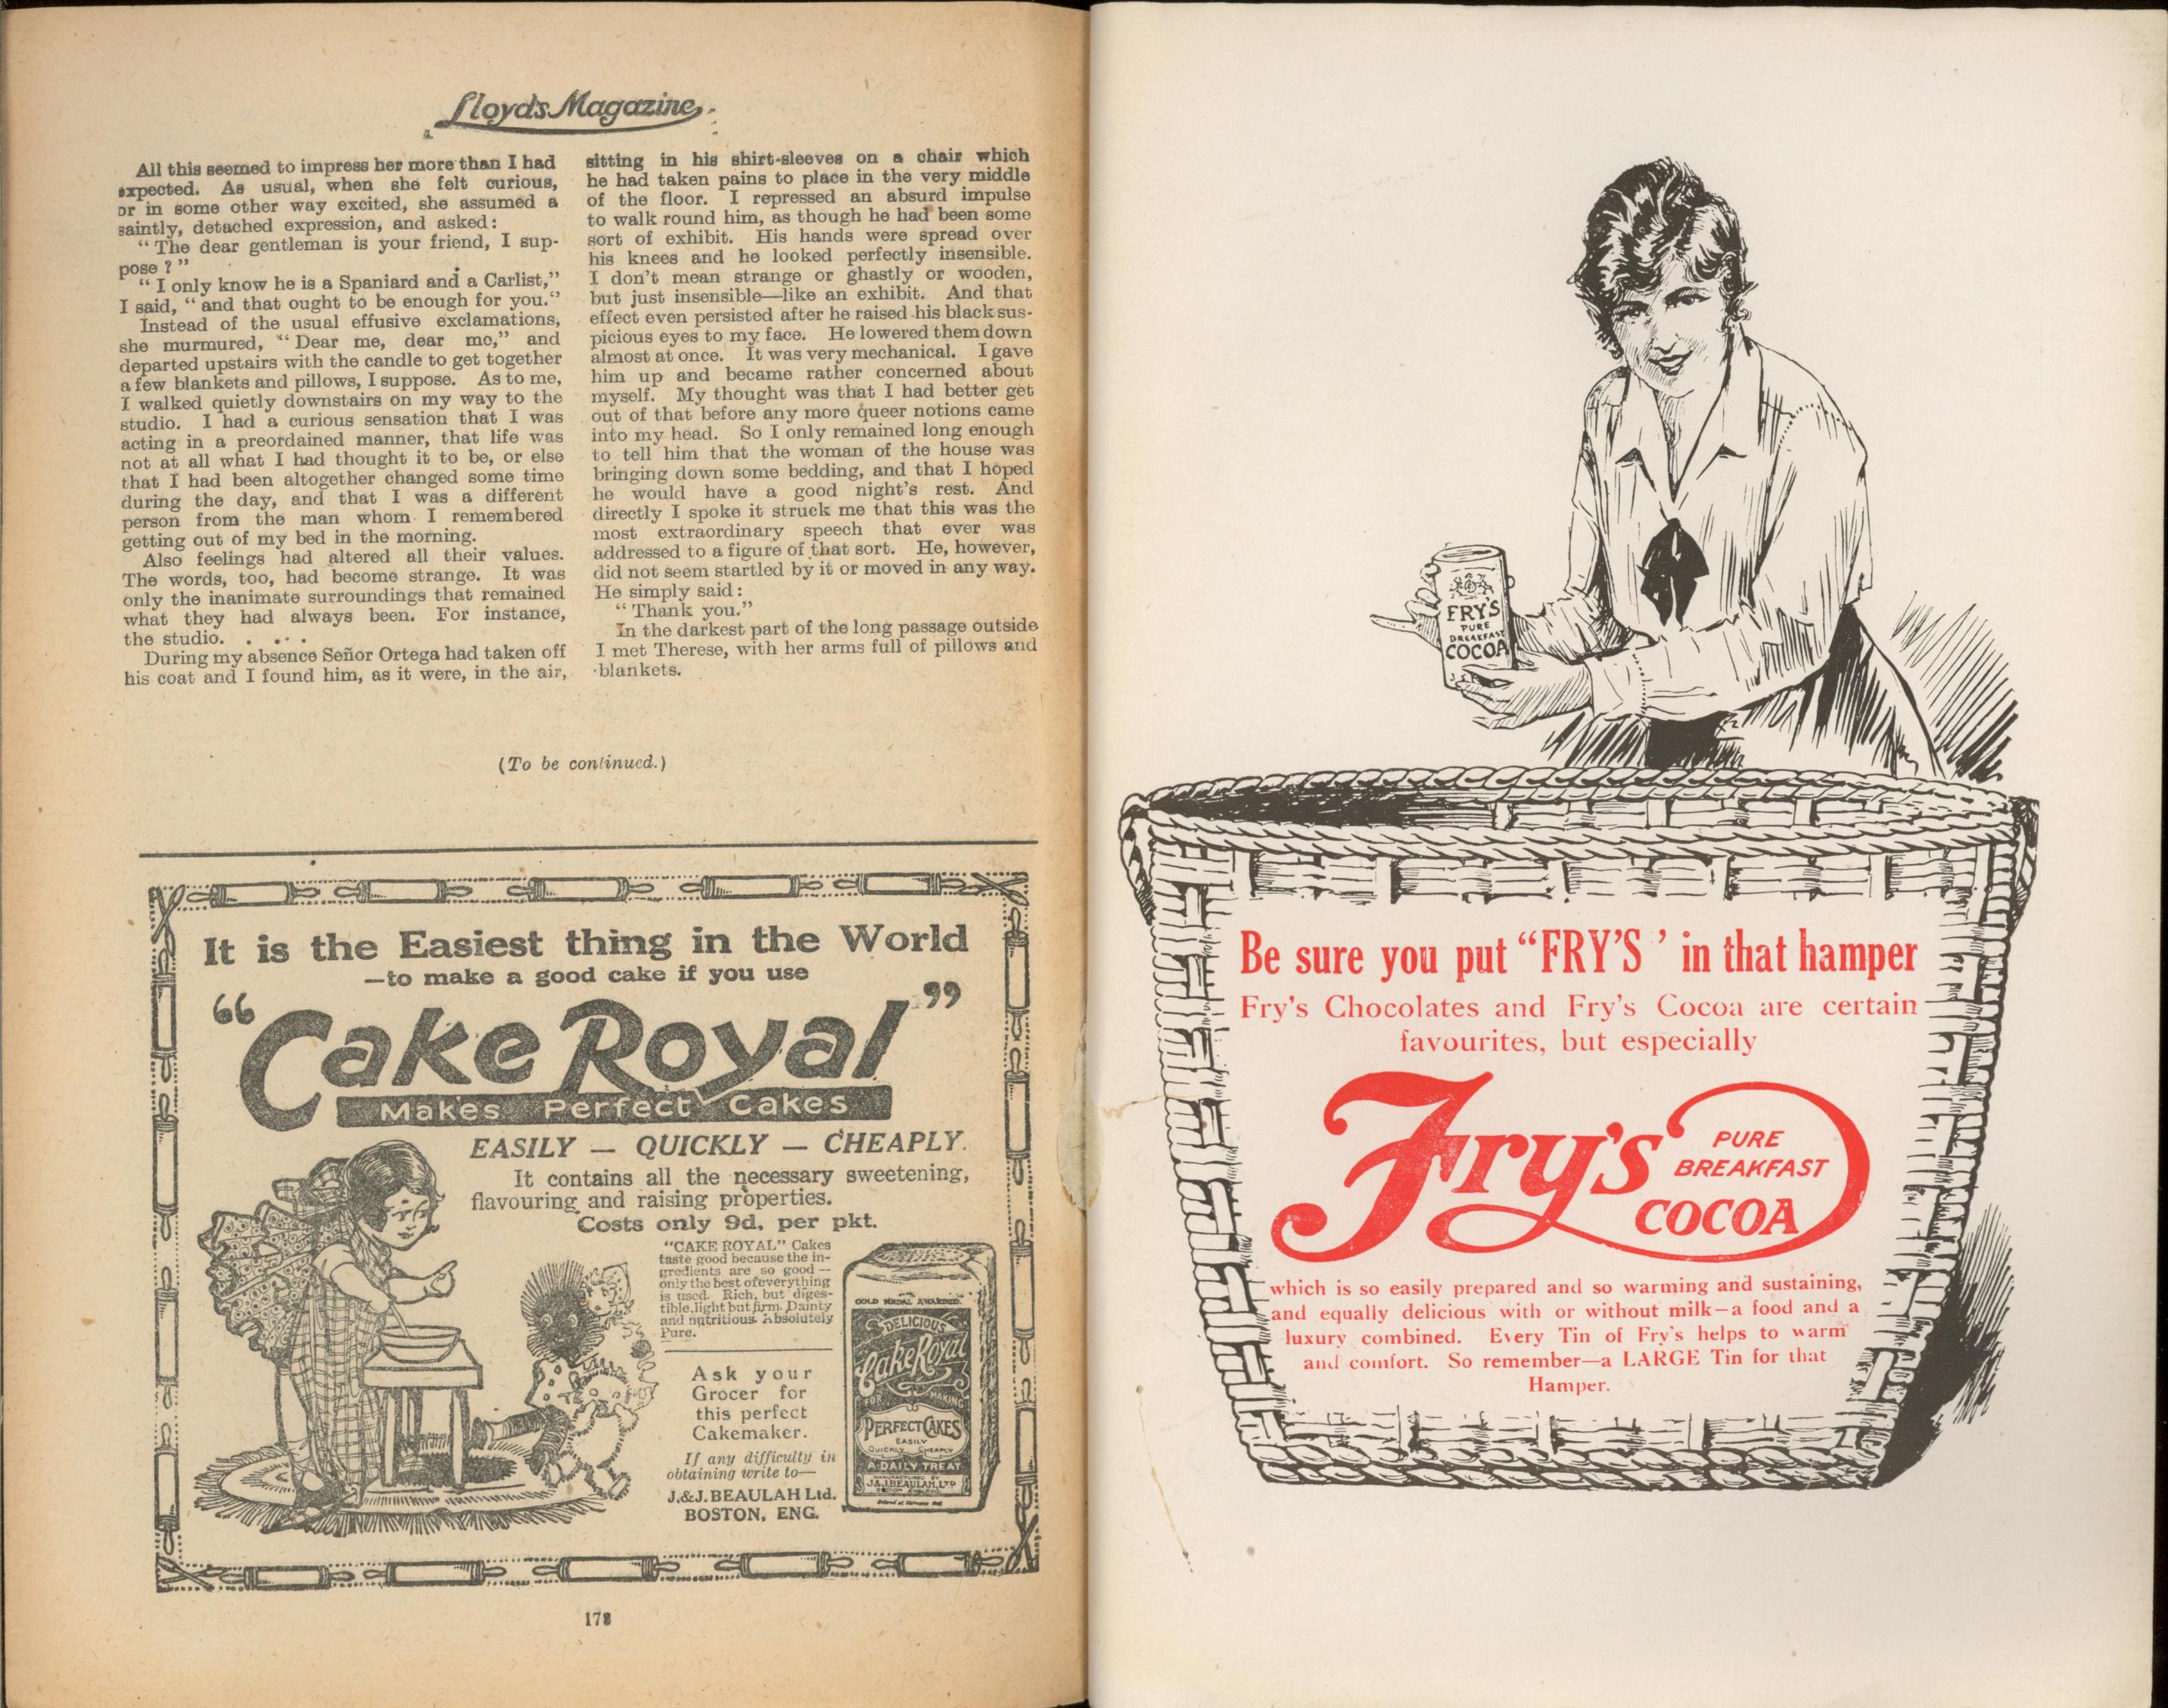 Lloyd's Magazine
All this seemed to impress her more than I had
expected. As usual, when she felt curious,
or in some other way excited, she assumed a
saintly, detached expression, and asked:
"The dear gentleman is your friend, I sup-
pose?"
"I only know he is a Spaniard and a Carlist,"
I said, "and that ought to be enough for you."
Instead of the usual effusive exclamations,
she murmured, "Dear me, dear me," and
departed upstairs with the candle to get together
a few blankets and pillows, I suppose. As to me,
I walked quietly downstairs on my way to the
studio. I had a curious sensation that I was
acting in a preordained manner, that life was
not at all what I had thought it to be, or else
that I had been altogether changed some time
during the day, and that I was a different
person from the man whom I remembered
getting out of my bed in the morning.
Also feelings had altered all their values.
The words, too, had become strange. It was
only the inanimate surroundings that remained
what they had always been. For instance,
the studio. . . . .
During my absence Señor Ortega had taken off
his coat and I found him, as it were, in the air,
sitting in his shirt-sleeves on a chair which
he had taken pains to place in the very middle
of the floor. I repressed an absurd impulse
to walk round him, as though he had been some
sort of exhibit. His hands were spread over
his knees and he looked perfectly insensible.
I don't mean strange or ghastly or wooden,
but just insensible—like an exhibit. And that
effect even persisted after he raised his black sus-
picious eyes to my face. He lowered them down
almost at once. It was very mechanical. I gave
him up and became rather concerned about
myself. My thought was that I had better get
out of that before any more queer notions came
into my head. So I only remained long enough
to tell him that the woman of the house was
bringing down some bedding, and that I hoped
he would have a good night's rest. And
directly I spoke it struck me that this was the
most extraordinary speech that ever was
addressed to a figure of that sort. He, however,
did not seem startled by it or moved in any way.
He simply said:
"Thank you."
In the darkest part of the long passage outside
I met Therese, with her arms full of pillows and
blankets.
(To be continued.)
It is the Easiest thing in the World
—to make a good cake if you use
"Cake Royal"
Makes Perfect Cakes
EASILY — QUICKLY — CHEAPLY.
It contains all the necessary sweetening,
flavouring and raising properties.
Costs only 9d. per pkt.
"CAKE ROYAL" Cakes
taste good because the in-
gredients are so good—
only the best of everything
is used. Rich, but diges-
tible, light but firm. Dainty
and nutritious. Absolutely
Pure.
Ask your
Grocer for
this perfect
Cakemaker.
If any difficulty in
obtaining write to—
J.&J. BEAULAH Ltd.
BOSTON, ENG.
GOLD MEDAL AWARDED.
DELICIOUS
Cake Royal
FOR MAKING
PERFECT CAKES
EASILY
QUICKLY CHEAPLY
A DAILY TREAT
MANUFACTURED BY
J.&J. BEAULAH, LTD
BOSTON ENGLAND
178
FRY'S
PURE
BREAKFAST
COCOA
Be sure you put "FRY'S ' in that hamper
Fry's Chocolates and Fry's Cocoa are certain
favourites, but especially
Fry's PURE
BREAKFAST
COCOA
which is so easily prepared and so warming and sustaining,
and equally delicious with or without milk—a food and a
luxury combined. Every Tin of Fry's helps to warm
and comfort. So remember—a LARGE Tin for that
Hamper.